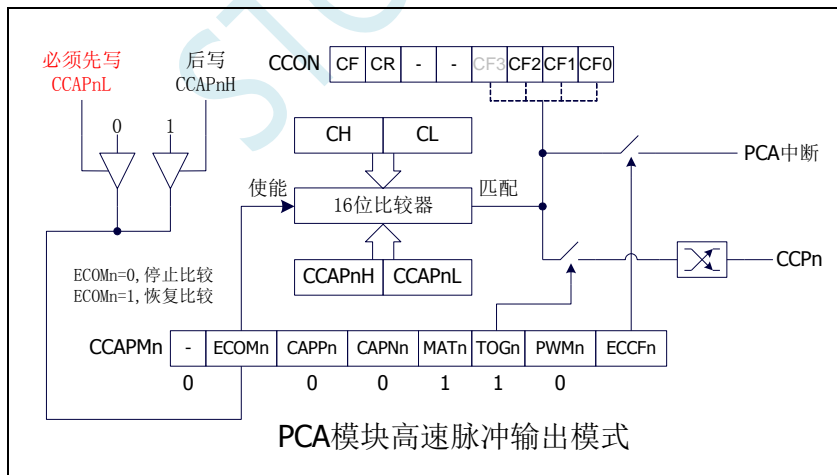 必须先写
CCAPnL
后写
CCAPnH
CCON CF CR - - CF3 CF2 CF1 CF0
0 1
CH CL
PCA中断
使能
16位比较器
匹配
CCPn
CCAPnH CCAPnL
ECOMn=0,停止比较
ECOMn=1,恢复比较
CCAPMn - ECOMn CAPPn CAPNn MATn TOGn PWMn ECCFn
0 0 0 1 1 0
PCA模块高速脉冲输出模式